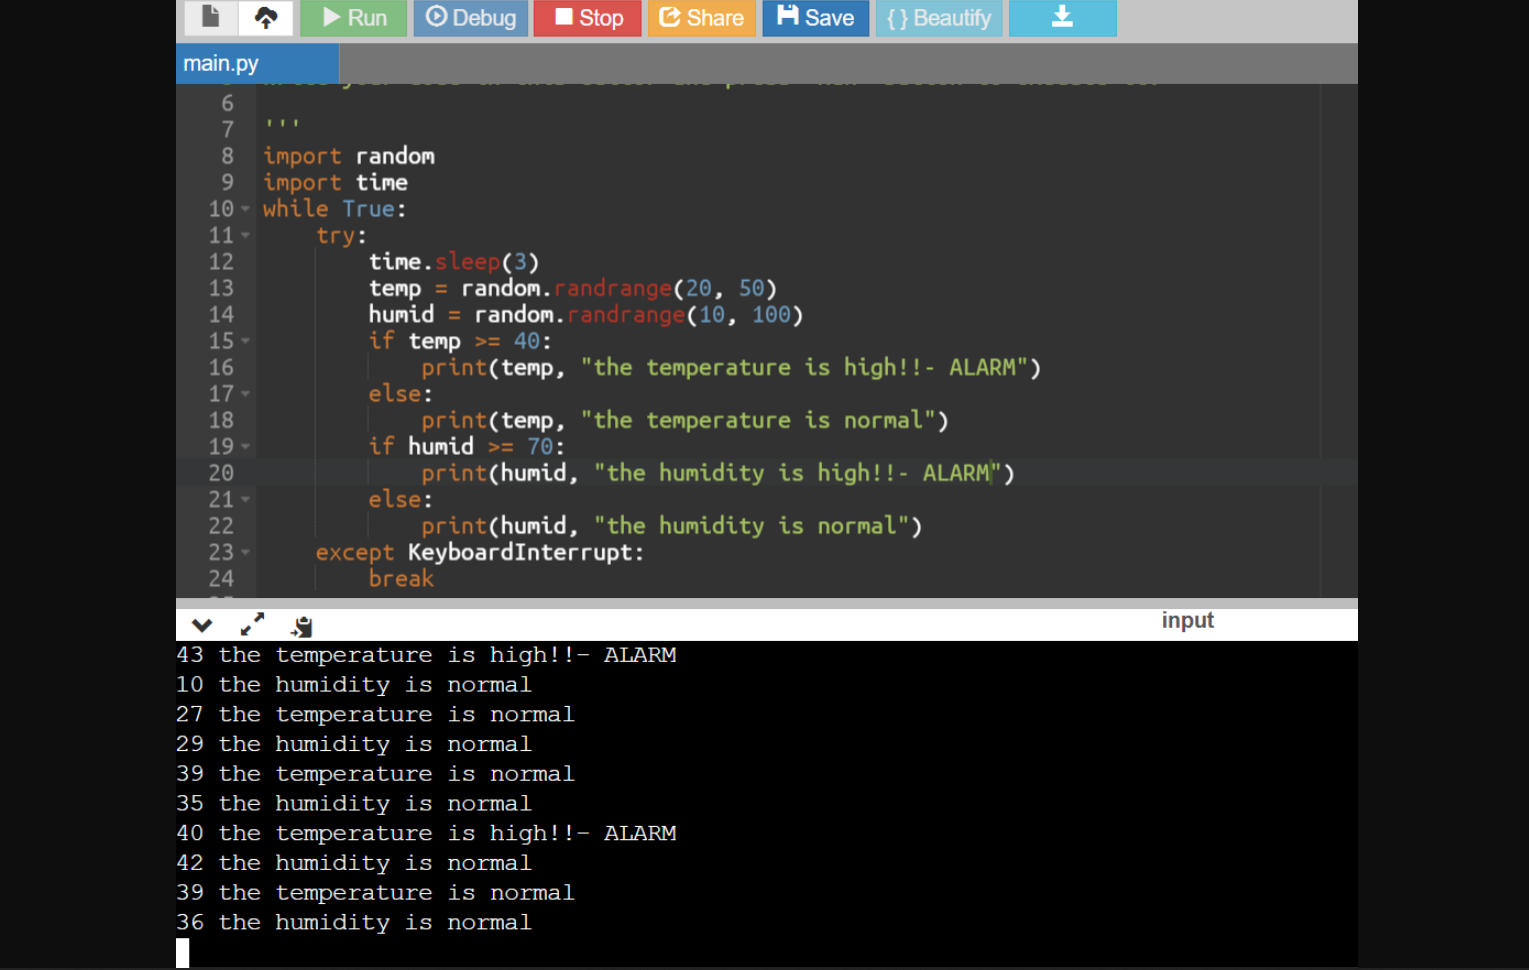 Run Debug Stop Share Save {} Beautify
main.py
6
7 '''
8 import random
9 import time
10 while True:
11     try:
12         time.sleep(3)
13         temp = random.randrange(20, 50)
14         humid = random.randrange(10, 100)
15         if temp >= 40:
16             print(temp, "the temperature is high!!- ALARM")
17         else:
18             print(temp, "the temperature is normal")
19         if humid >= 70:
20             print(humid, "the humidity is high!!- ALARM")
21         else:
22             print(humid, "the humidity is normal")
23     except KeyboardInterrupt:
24         break
input
43 the temperature is high!!- ALARM
10 the humidity is normal
27 the temperature is normal
29 the humidity is normal
39 the temperature is normal
35 the humidity is normal
40 the temperature is high!!- ALARM
42 the humidity is normal
39 the temperature is normal
36 the humidity is normal